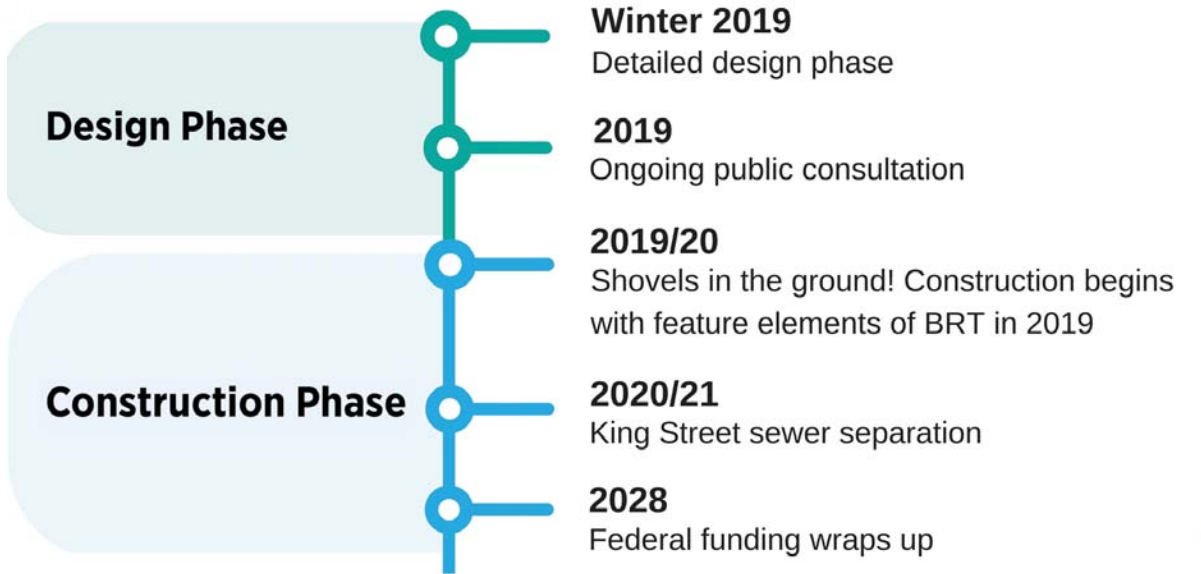 Design Phase
Winter 2019
Detailed design phase
2019
Ongoing public consultation
Construction Phase
2019/20
Shovels in the ground! Construction begins
with feature elements of BRT in 2019
2020/21
King Street sewer separation
2028
Federal funding wraps up